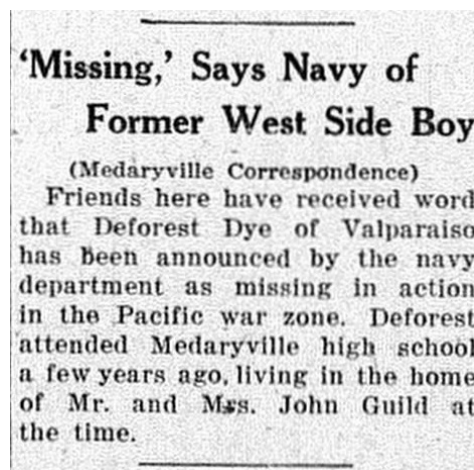 ‘Missing,’ Says Navy of
Former West Side Boy
(Medaryville Correspondence)
Friends here have received word
that Deforest Dye of Valparaiso
has been announced by the navy
department as missing in action
in the Pacific war zone. Deforest
attended Medaryville high school
a few years ago, living in the home
of Mr. and Mrs. John Guild at
the time.